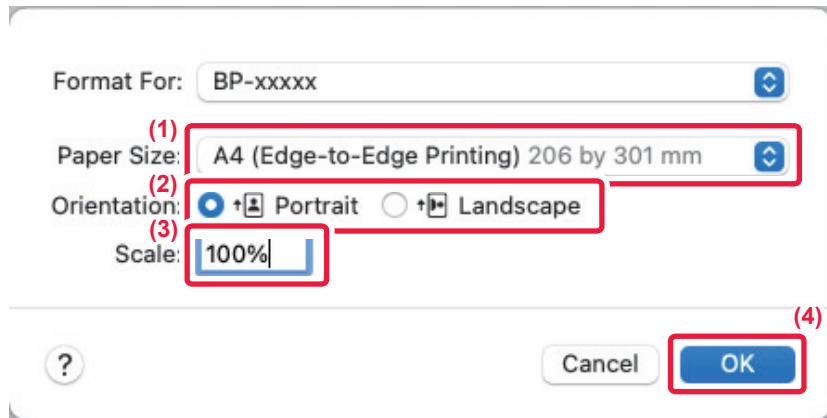 Format For: BP-xxxxx
(1)
Paper Size: A4 (Edge-to-Edge Printing) 206 by 301 mm
(2)
Orientation: Portrait Landscape
(3)
Scale: 100%
(4)
? Cancel OK